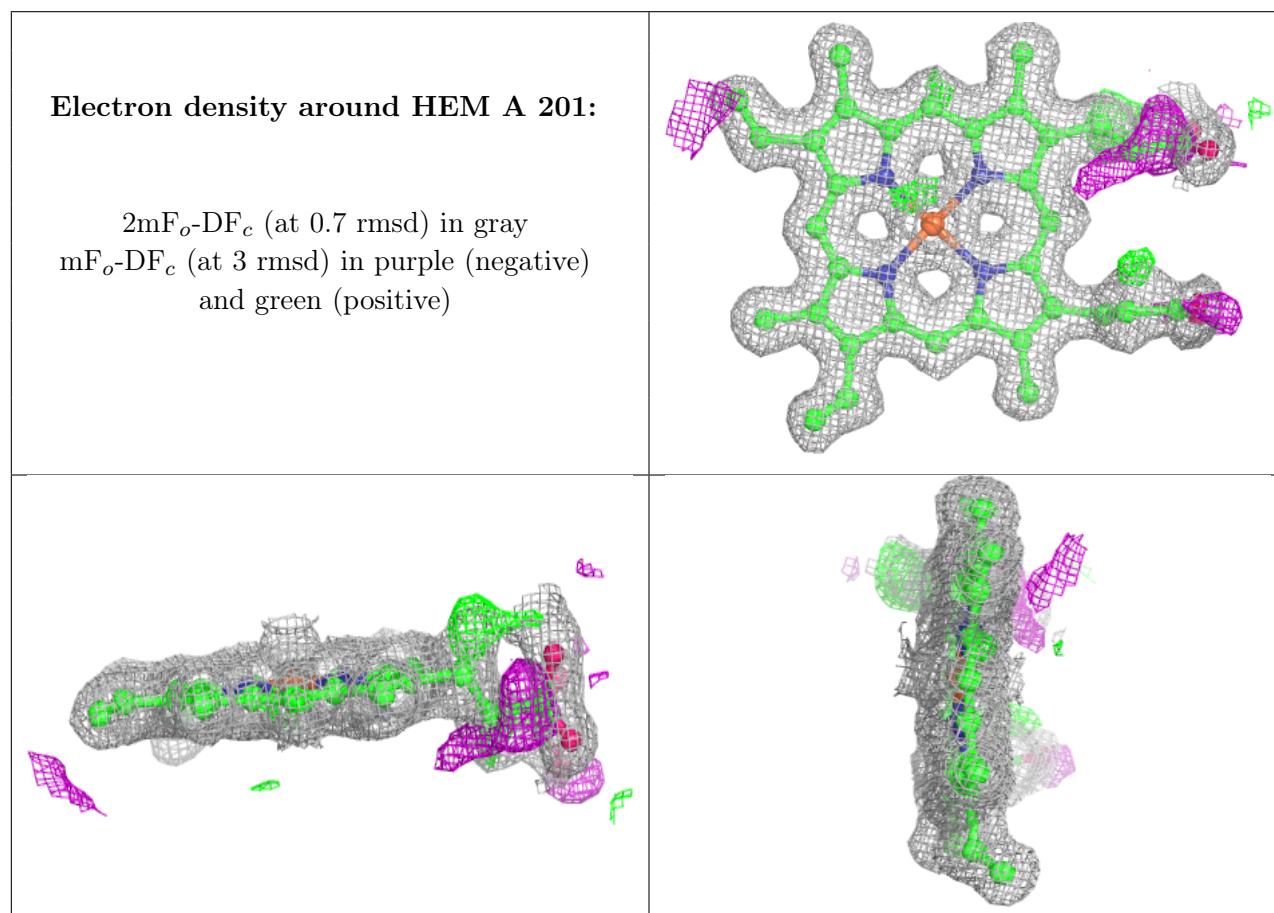 Electron density around HEM A 201:
2mFo-DFc (at 0.7 rmsd) in gray
mFo-DFc (at 3 rmsd) in purple (negative)
and green (positive)